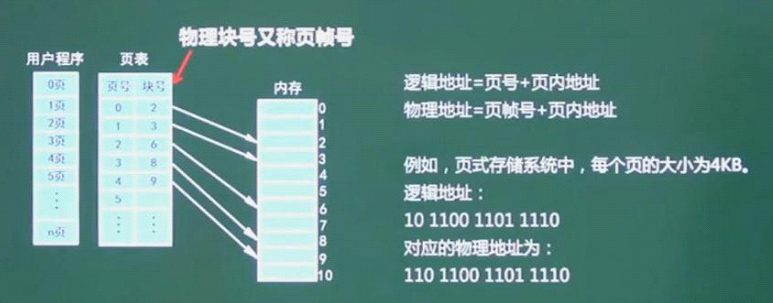 物理块号又称页帧号
用户程序
0页
1页
2页
3页
4页
5页
⋮
n页
页表
页号 块号
0 2
1 3
2 6
3 8
4 9
5
⋮ ⋮
内存
0
1
2
3
4
5
6
7
8
9
10
逻辑地址=页号+页内地址
物理地址=页帧号+页内地址
例如，页式存储系统中，每个页的大小为4KB。
逻辑地址：
10 1100 1101 1110
对应的物理地址为：
110 1100 1101 1110